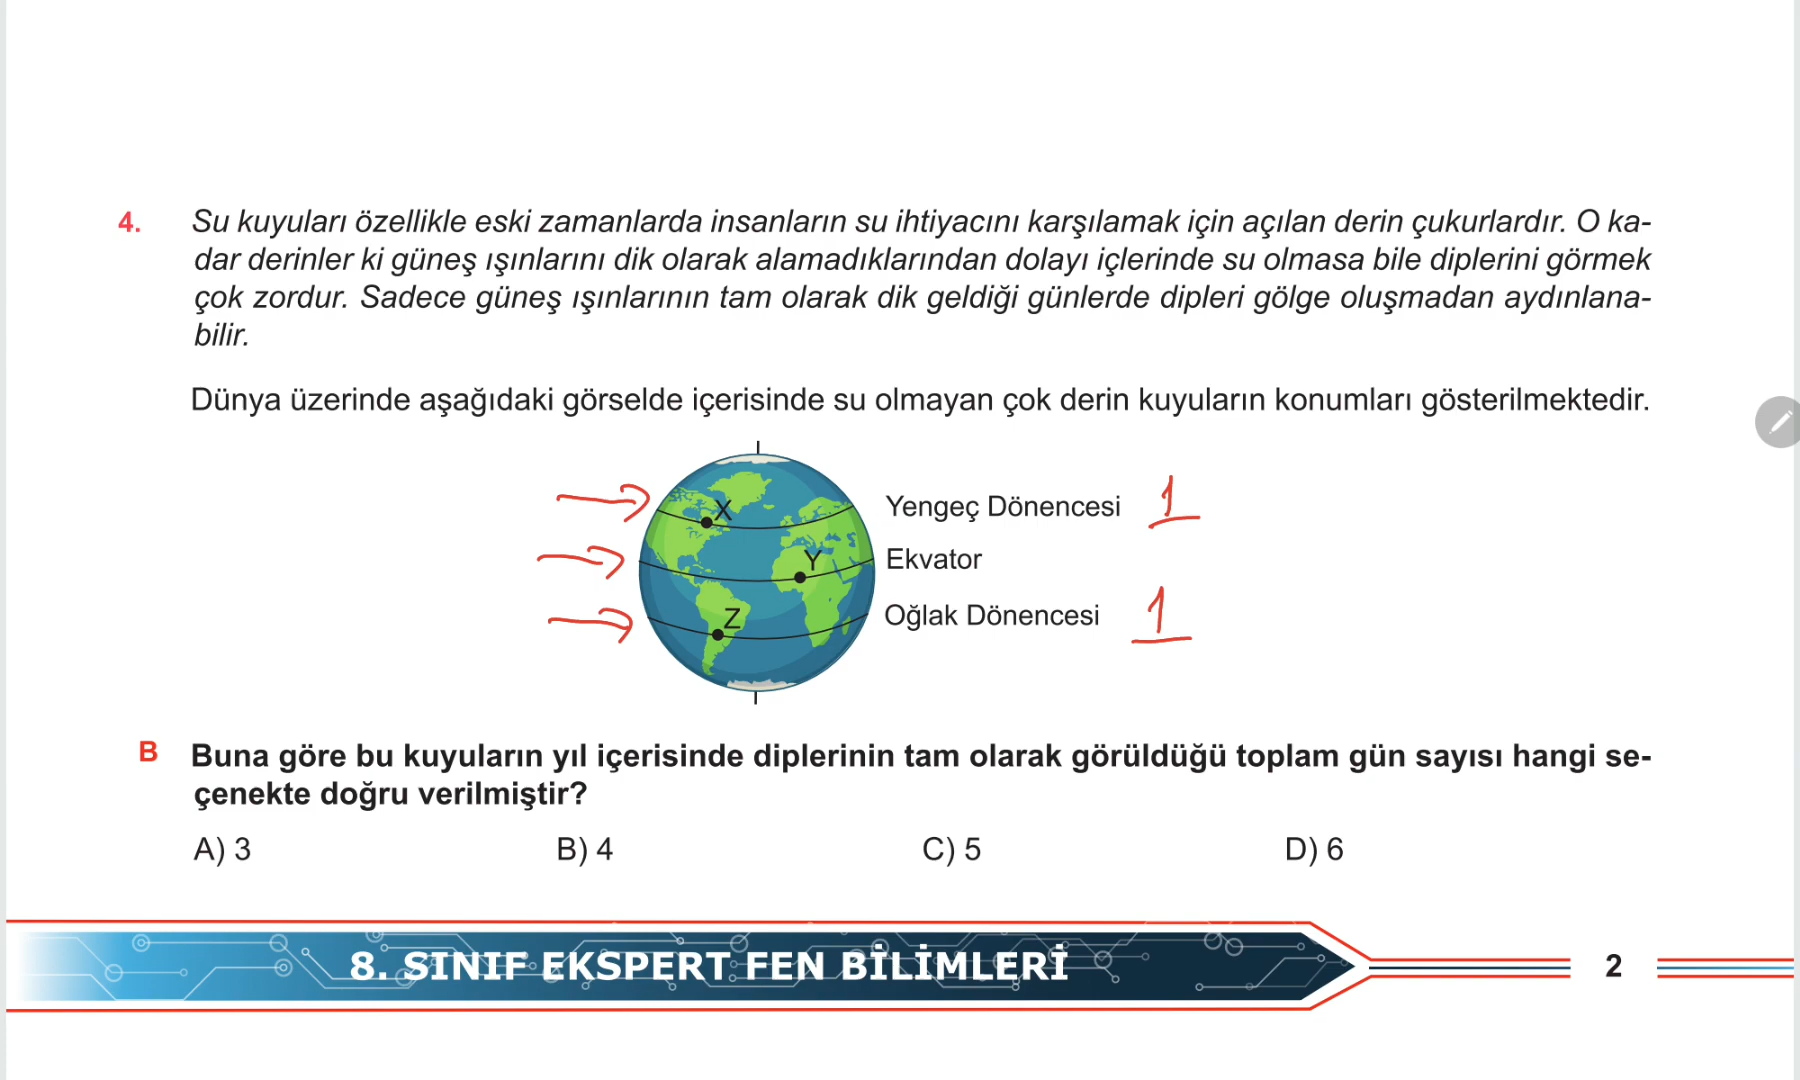 4. Su kuyuları özellikle eski zamanlarda insanların su ihtiyacını karşılamak için açılan derin çukurlardır. O ka-
dar derinler ki güneş ışınlarını dik olarak alamadıklarından dolayı içlerinde su olmasa bile diplerini görmek
çok zordur. Sadece güneş ışınlarının tam olarak dik geldiği günlerde dipleri gölge oluşmadan aydınlana-
bilir.
Dünya üzerinde aşağıdaki görselde içerisinde su olmayan çok derin kuyuların konumları gösterilmektedir.
X Yengeç Dönencesi 1
Y Ekvator
Z Oğlak Dönencesi 1
B Buna göre bu kuyuların yıl içerisinde diplerinin tam olarak görüldüğü toplam gün sayısı hangi se-
çenekte doğru verilmiştir?
A) 3 B) 4 C) 5 D) 6
8. SINIF EKSPERT FEN BİLİMLERİ 2